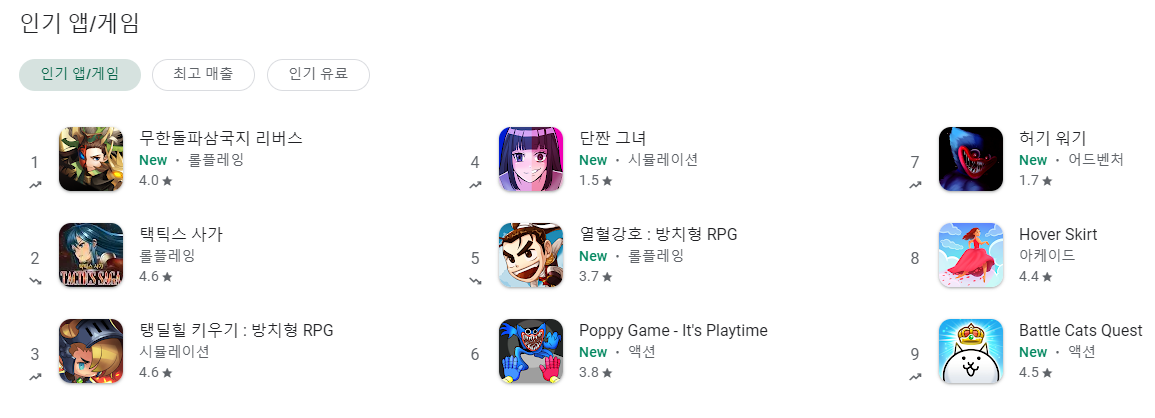 인기 앱/게임
인기 앱/게임
최고 매출
인기 유료
1
무한돌파삼국지 리버스
New • 롤플레잉
4.0 ★
2
택틱스 사가
롤플레잉
4.6 ★
택틱스 사가
TACTICS SAGA
3
탱딜힐 키우기 : 방치형 RPG
시뮬레이션
4.6 ★
4
단짠 그녀
New • 시뮬레이션
1.5 ★
5
열혈강호 : 방치형 RPG
New • 롤플레잉
3.7 ★
6
Poppy Game - It's Playtime
New • 액션
3.8 ★
7
허기 워기
New • 어드벤처
1.7 ★
8
Hover Skirt
아케이드
4.4 ★
9
Battle Cats Quest
New • 액션
4.5 ★